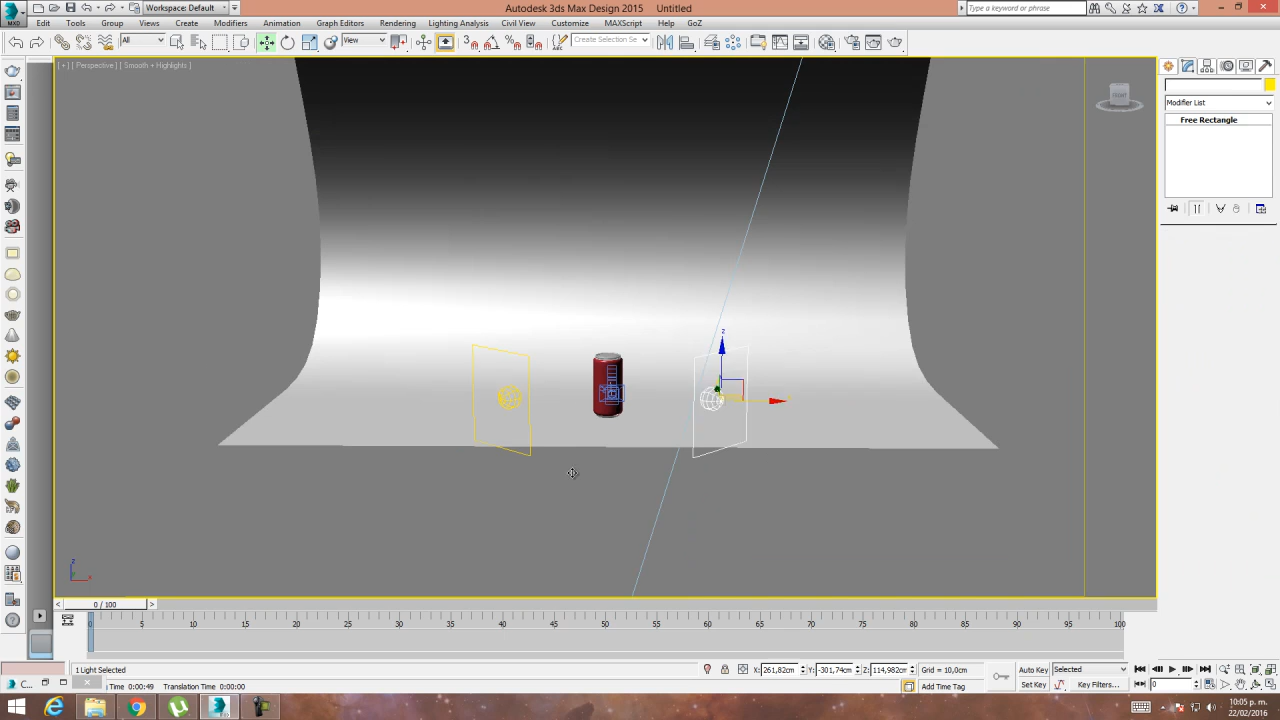 Autodesk 3ds Max Design 2015 Untitled
Workspace: Default
Type a keyword or phrase
Edit Tools Group Views Create Modifiers Animation Graph Editors Rendering Lighting Analysis Civil View Customize MAXScript Help GoZ
All
View
Create Selection Se
[ + ] [ Perspective ] [ Smooth + Highlights ]
FRONT
Modifier List
Free Rectangle
z
z
x
0 / 100
0 5 10 15 20 25 30 35 40 45 50 55 60 65 70 75 80 85 90 95 100
1 Light Selected
X: 261,82cm Y: -301,74cm Z: 114,982cm Grid = 10,0cm
Auto Key Selected
C...
Time 0:00:49 Translation Time 0:00:00
Add Time Tag
Set Key Key Filters...
0
10:05 p. m.
22/02/2016